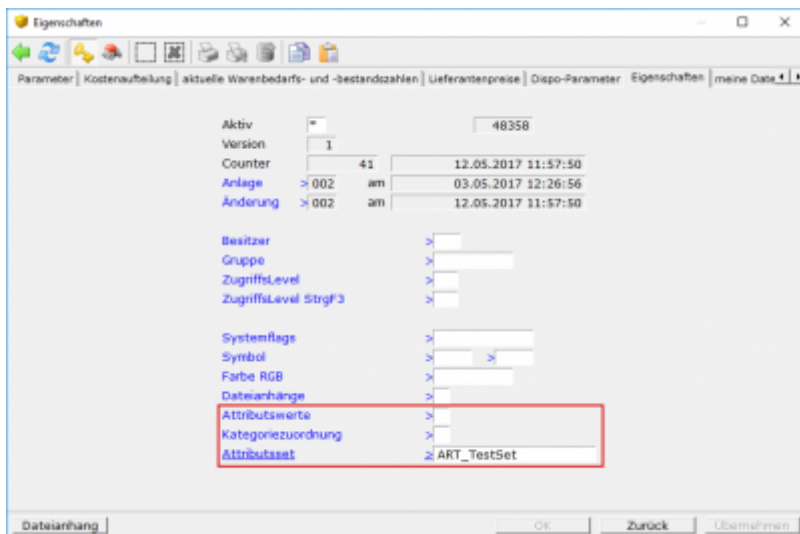 Eigenschaften
Parameter Kostenaufteilung aktuelle Warenbedarfs- und -bestandszahlen Lieferantenpreise Dispo-Parameter Eigenschaften meine Date
Aktiv * 48358
Version 1
Counter 41 12.05.2017 11:57:50
Anlage > 002 am 03.05.2017 12:26:56
Änderung > 002 am 12.05.2017 11:57:50
Besitzer >
Gruppe >
ZugriffsLevel >
ZugriffsLevel StrgF3 >
Systemflags >
Symbol > >
Farbe RGB >
Dateianhänge >
Attributswerte >
Kategoriezuordnung >
Attributsset > ART_TestSet
Dateianhang OK Zurück Übernehmen